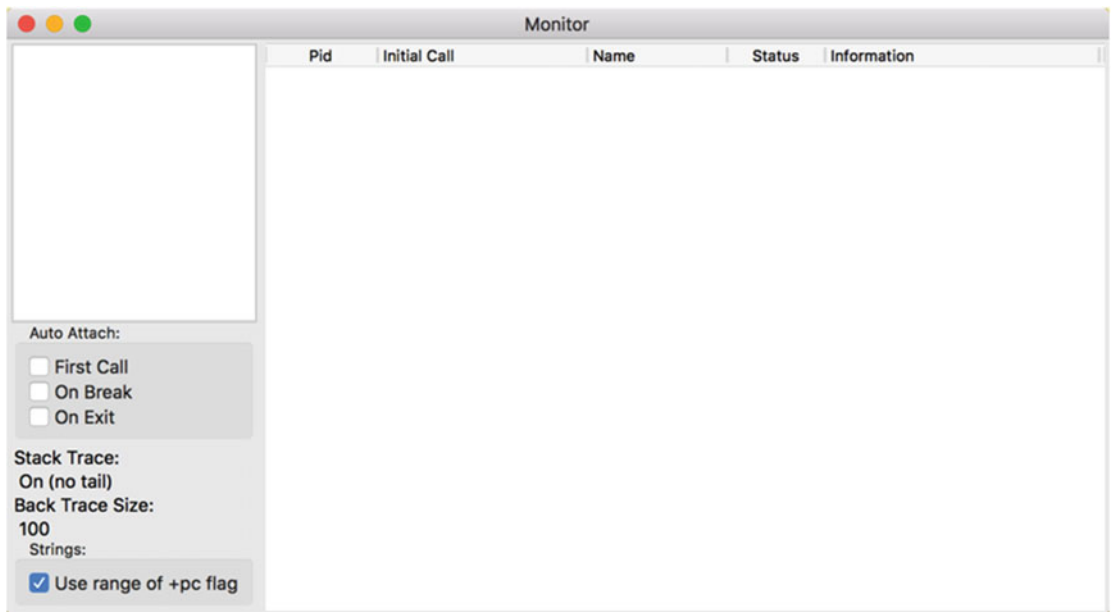 Monitor
Pid Initial Call Name Status Information
Auto Attach:
First Call
On Break
On Exit
Stack Trace:
On (no tail)
Back Trace Size:
100
Strings:
Use range of +pc flag